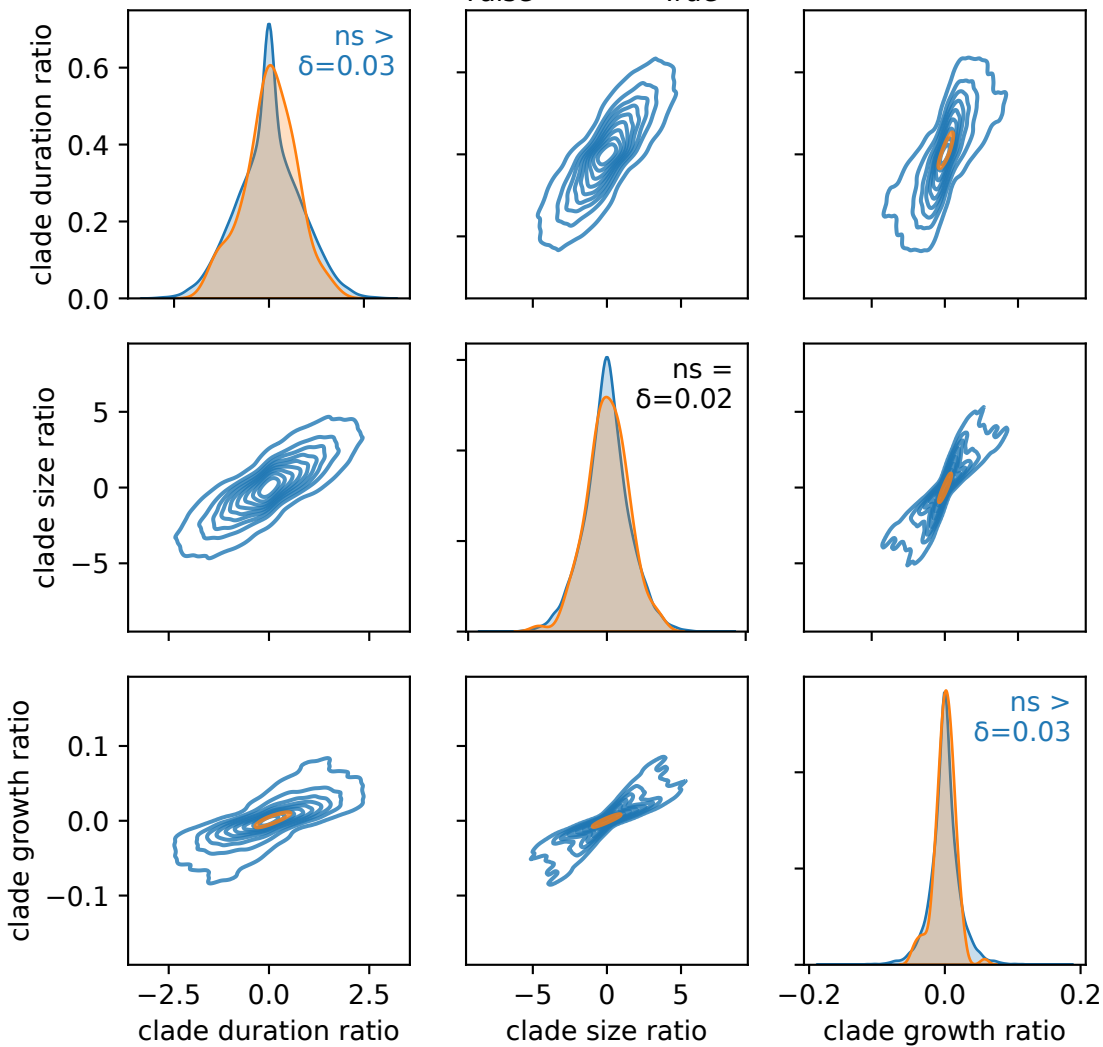 clade duration ratio
0.6
0.4
0.2
0.0
ns >
δ=0.03
clade size ratio
5
0
−5
ns =
δ=0.02
clade growth ratio
0.1
0.0
−0.1
ns >
δ=0.03
−2.5 0.0 2.5
clade duration ratio
−5 0 5
clade size ratio
−0.2 0.0 0.2
clade growth ratio